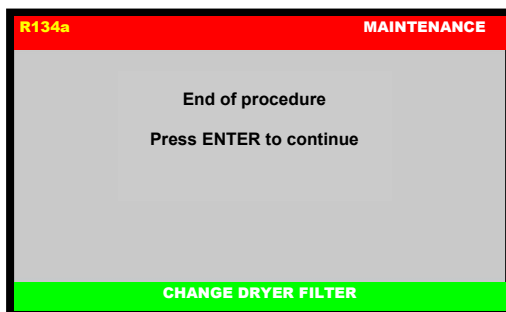 R134a MAINTENANCE
End of procedure
Press ENTER to continue
CHANGE DRYER FILTER